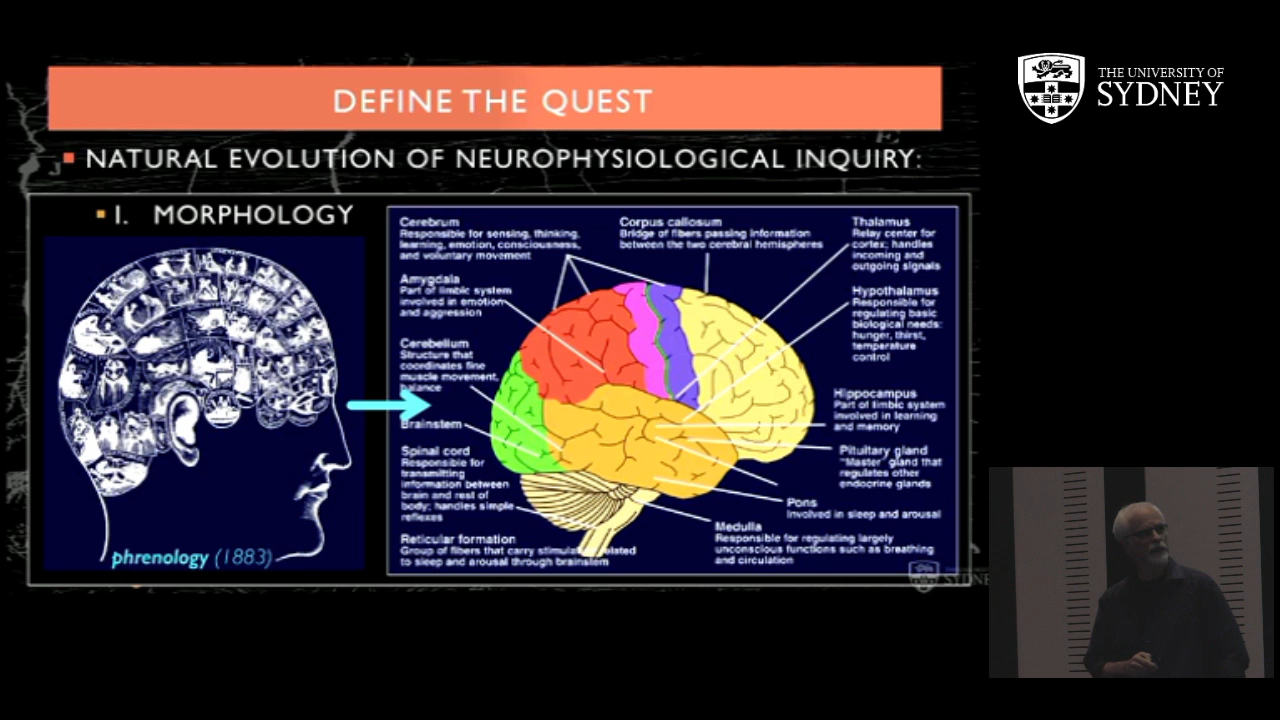 DEFINE THE QUEST
THE UNIVERSITY OF
SYDNEY
NATURAL EVOLUTION OF NEUROPHYSIOLOGICAL INQUIRY:
I. MORPHOLOGY
phrenology (1883)
Cerebrum
Responsible for sensing, thinking,
learning, emotion, consciousness,
and voluntary movement
Amygdala
Part of limbic system
involved in emotion
and aggression
Cerebellum
Structure that
coordinates fine
muscle movement,
balance
Brainstem
Spinal cord
Responsible for
transmitting
information between
brain and rest of
body; handles simple
reflexes
Reticular formation
Group of fibers that carry stimulation related
to sleep and arousal through brainstem
Corpus callosum
Bridge of fibers passing information
between the two cerebral hemispheres
Thalamus
Relay center for
cortex; handles
incoming and
outgoing signals
Hypothalamus
Responsible for
regulating basic
biological needs:
hunger, thirst,
temperature
control
Hippocampus
Part of limbic system
involved in learning
and memory
Pituitary gland
"Master" gland that
regulates other
endocrine glands
Pons
Involved in sleep and arousal
Medulla
Responsible for regulating largely
unconscious functions such as breathing
and circulation